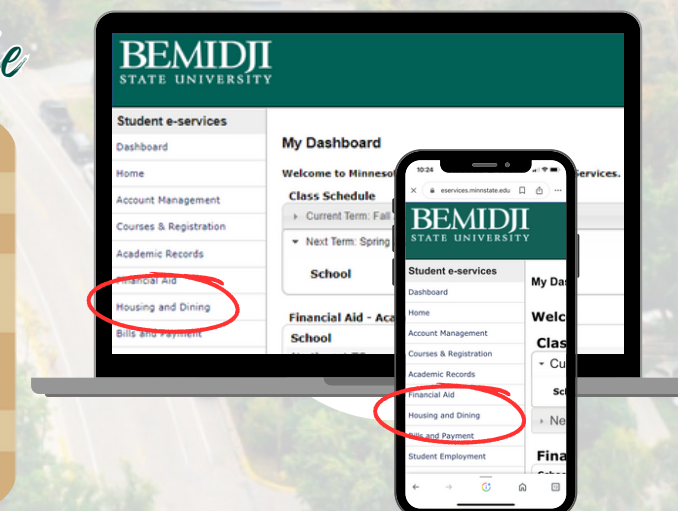 e
BEMIDJI
STATE UNIVERSITY
Student e-services
Dashboard
Home
Account Management
Courses & Registration
Academic Records
Financial Aid
Housing and Dining
Bills and Payment
My Dashboard
Welcome to Minnesot
Services.
Class Schedule
Current Term: Fall
Next Term: Spring
School
Financial Aid - Aca
School
10:24
eservices.minnstate.edu
BEMIDJI
STATE UNIVERSITY
Student e-services
Dashboard
Home
Account Management
Courses & Registration
Academic Records
Financial Aid
Housing and Dining
Bills and Payment
Student Employment
My Das
Welc
Clas
Cu
Sc
Ne
Fina